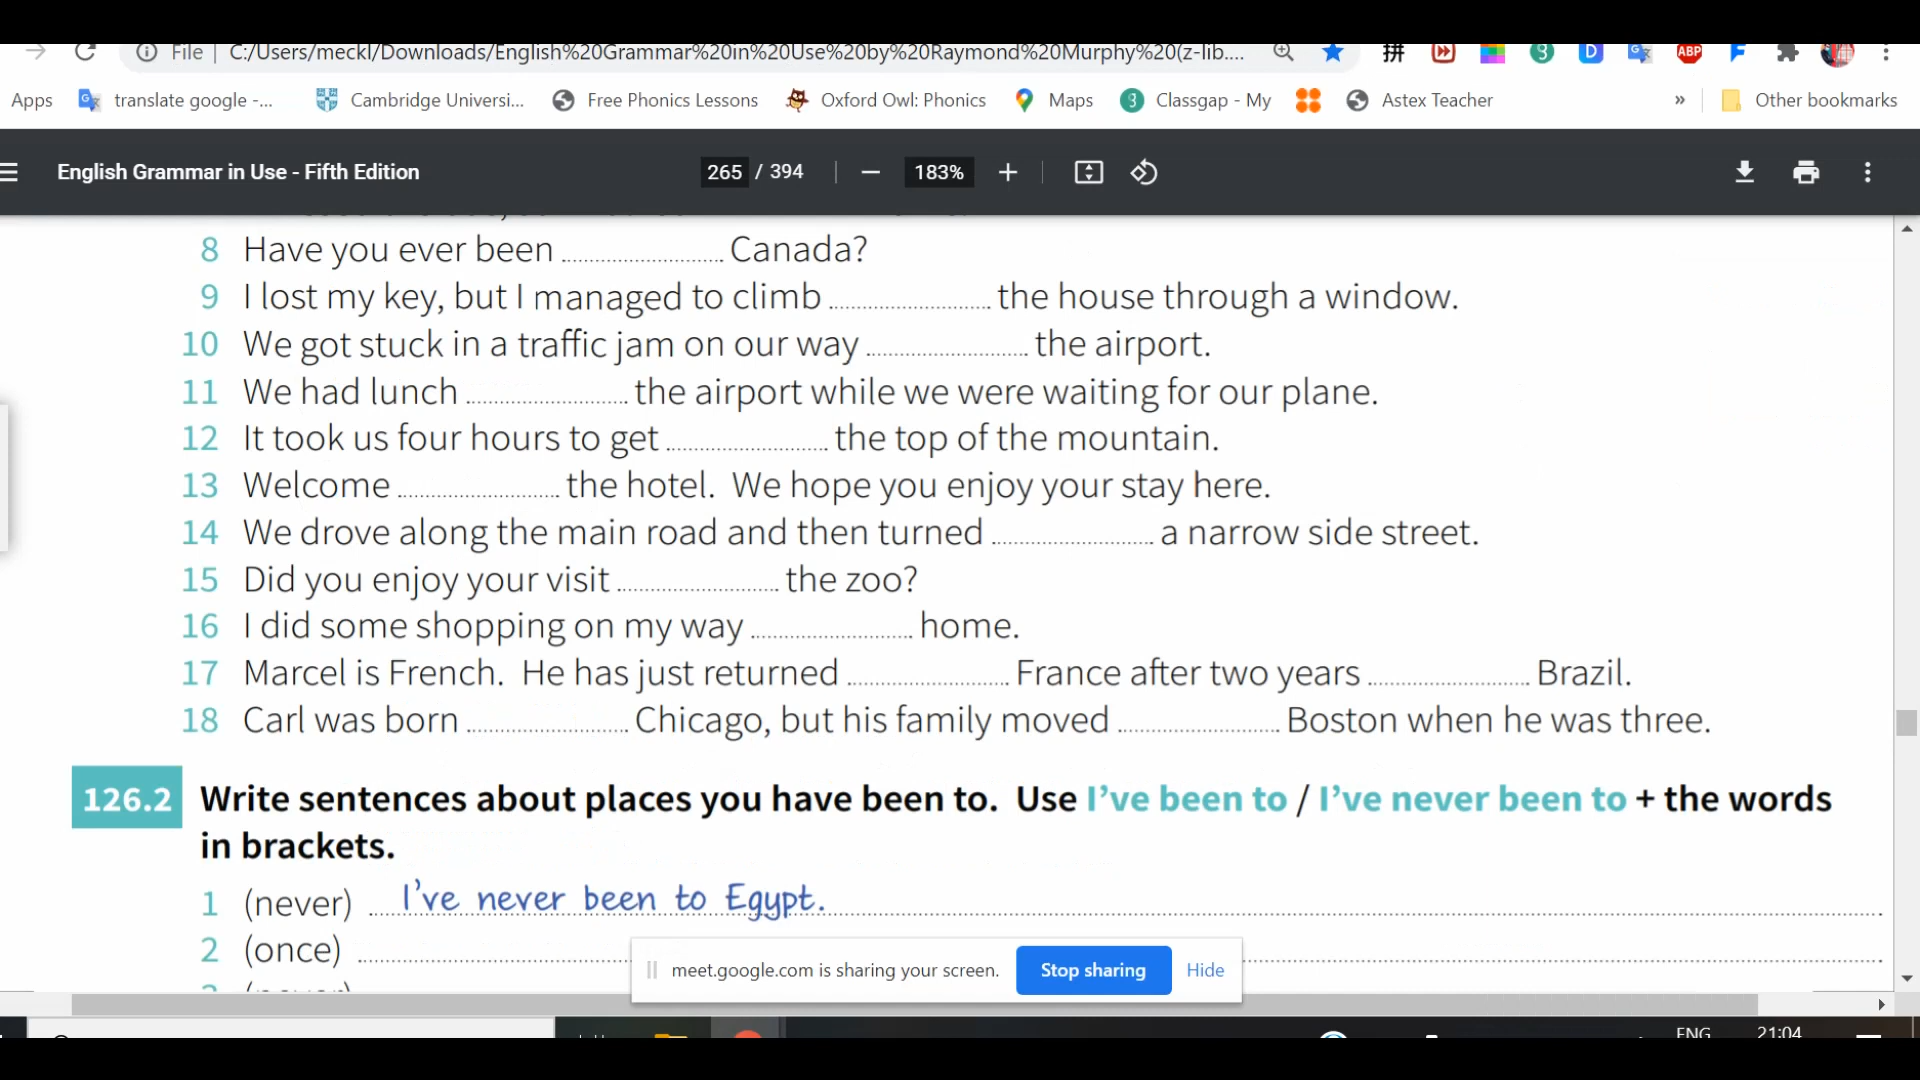 File | C:/Users/meckl/Downloads/English%20Grammar%20in%20Use%20by%20Raymond%20Murphy%20(z-lib....
ABP
Apps translate google -... Cambridge Universi... Free Phonics Lessons Oxford Owl: Phonics Maps Classgap - My Astex Teacher » Other bookmarks
English Grammar in Use - Fifth Edition 265 / 394 — 183% +
8 Have you ever been .................... Canada?
9 I lost my key, but I managed to climb .................... the house through a window.
10 We got stuck in a traffic jam on our way .................... the airport.
11 We had lunch .................... the airport while we were waiting for our plane.
12 It took us four hours to get .................... the top of the mountain.
13 Welcome .................... the hotel. We hope you enjoy your stay here.
14 We drove along the main road and then turned .................... a narrow side street.
15 Did you enjoy your visit .................... the zoo?
16 I did some shopping on my way .................... home.
17 Marcel is French. He has just returned .................... France after two years .................... Brazil.
18 Carl was born .................... Chicago, but his family moved .................... Boston when he was three.
126.2 Write sentences about places you have been to. Use I've been to / I've never been to + the words
in brackets.
1 (never) I've never been to Egypt.
2 (once)
meet.google.com is sharing your screen. Stop sharing Hide
ENG 21:04